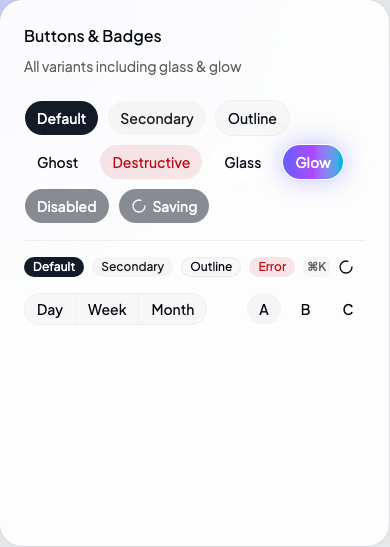 Buttons & Badges
All variants including glass & glow
Default Secondary Outline
Ghost Destructive Glass Glow
Disabled Saving
Default Secondary Outline Error ⌘K
Day Week Month A B C